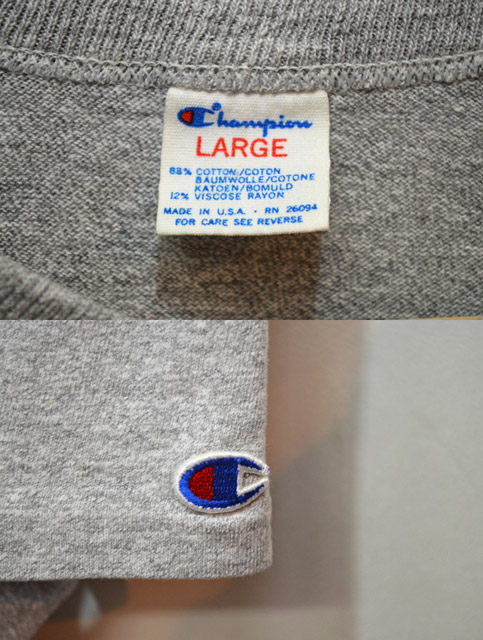 Champion
LARGE
88% COTTON/COTON
BAUMWOLLE/COTONE
KATOEN/BOMULD
12% VISCOSE RAYON
MADE IN U.S.A. · RN 26094
FOR CARE SEE REVERSE